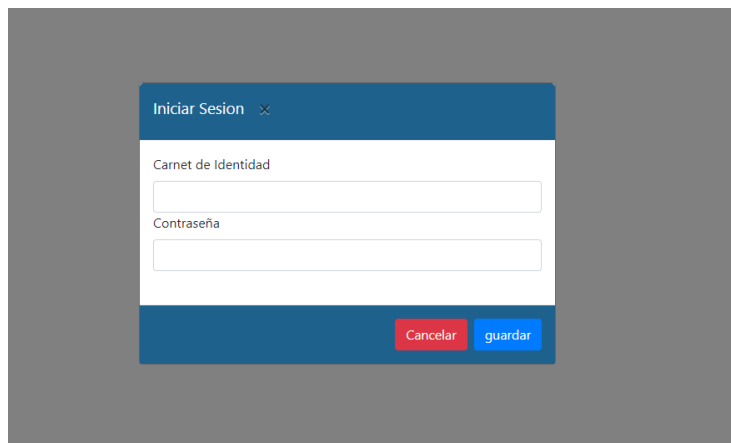 Iniciar Sesion ×
Carnet de Identidad
Contraseña
Cancelar guardar